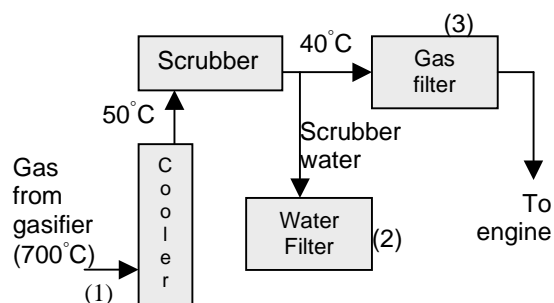 (3)
Scrubber
40°C
Gas
filter
50°C
Scrubber
water
Gas
from
gasifier
(700°C)
(1)
C
o
o
l
e
r
Water
Filter
(2)
To
engine